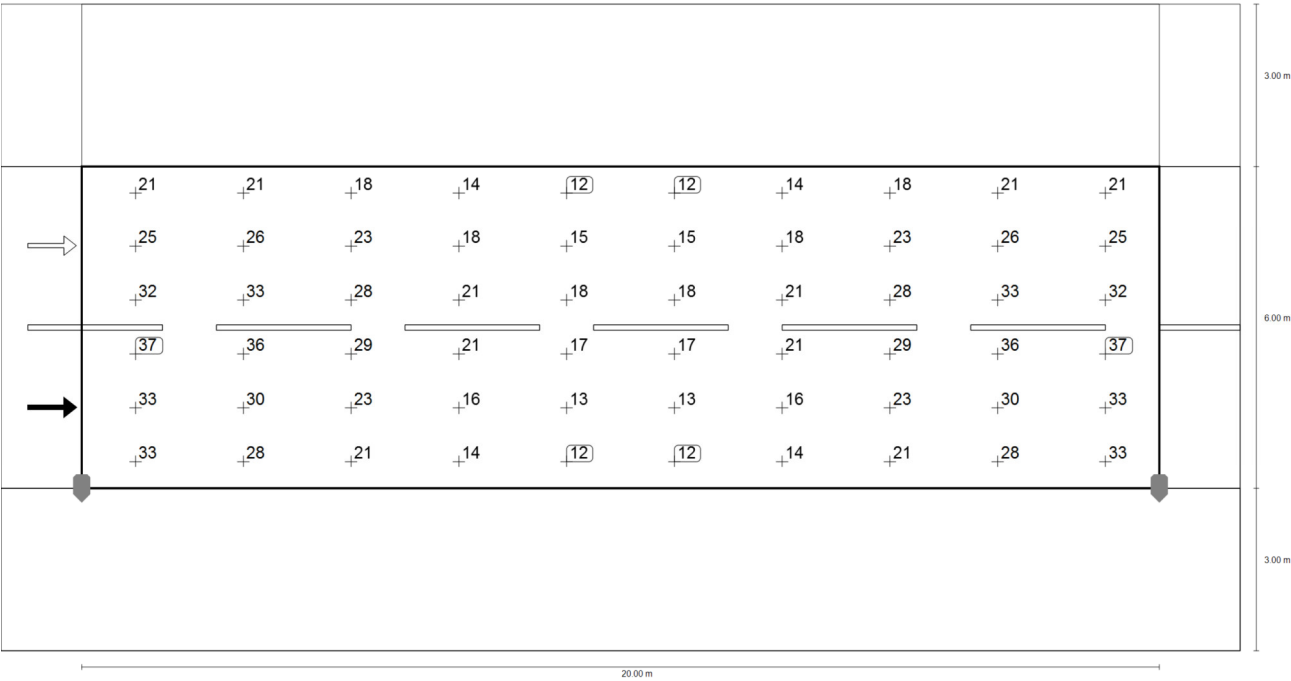 3.00 m
21 21 18 14 12 12 14 18 21 21
25 26 23 18 15 15 18 23 26 25
32 33 28 21 18 18 21 28 33 32
6.00 m
37 36 29 21 17 17 21 29 36 37
33 30 23 16 13 13 16 23 30 33
33 28 21 14 12 12 14 21 28 33
3.00 m
20.00 m